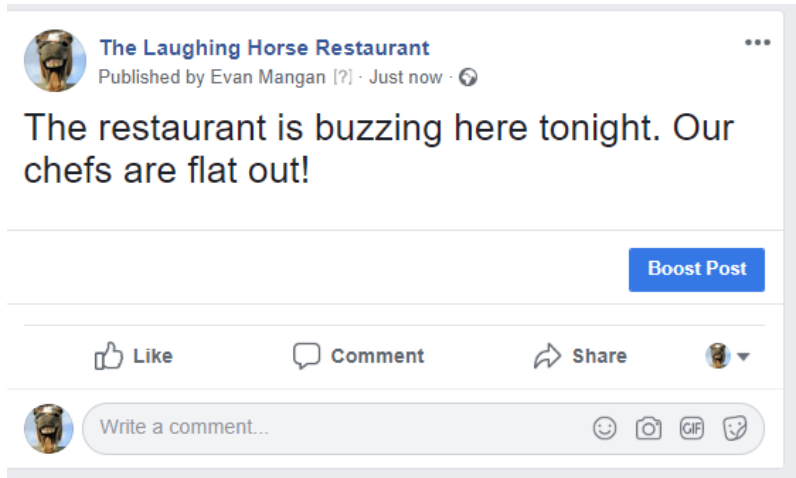 The Laughing Horse Restaurant
Published by Evan Mangan [?] · Just now ·
The restaurant is buzzing here tonight. Our
chefs are flat out!
Boost Post
Like Comment Share
Write a comment... GIF